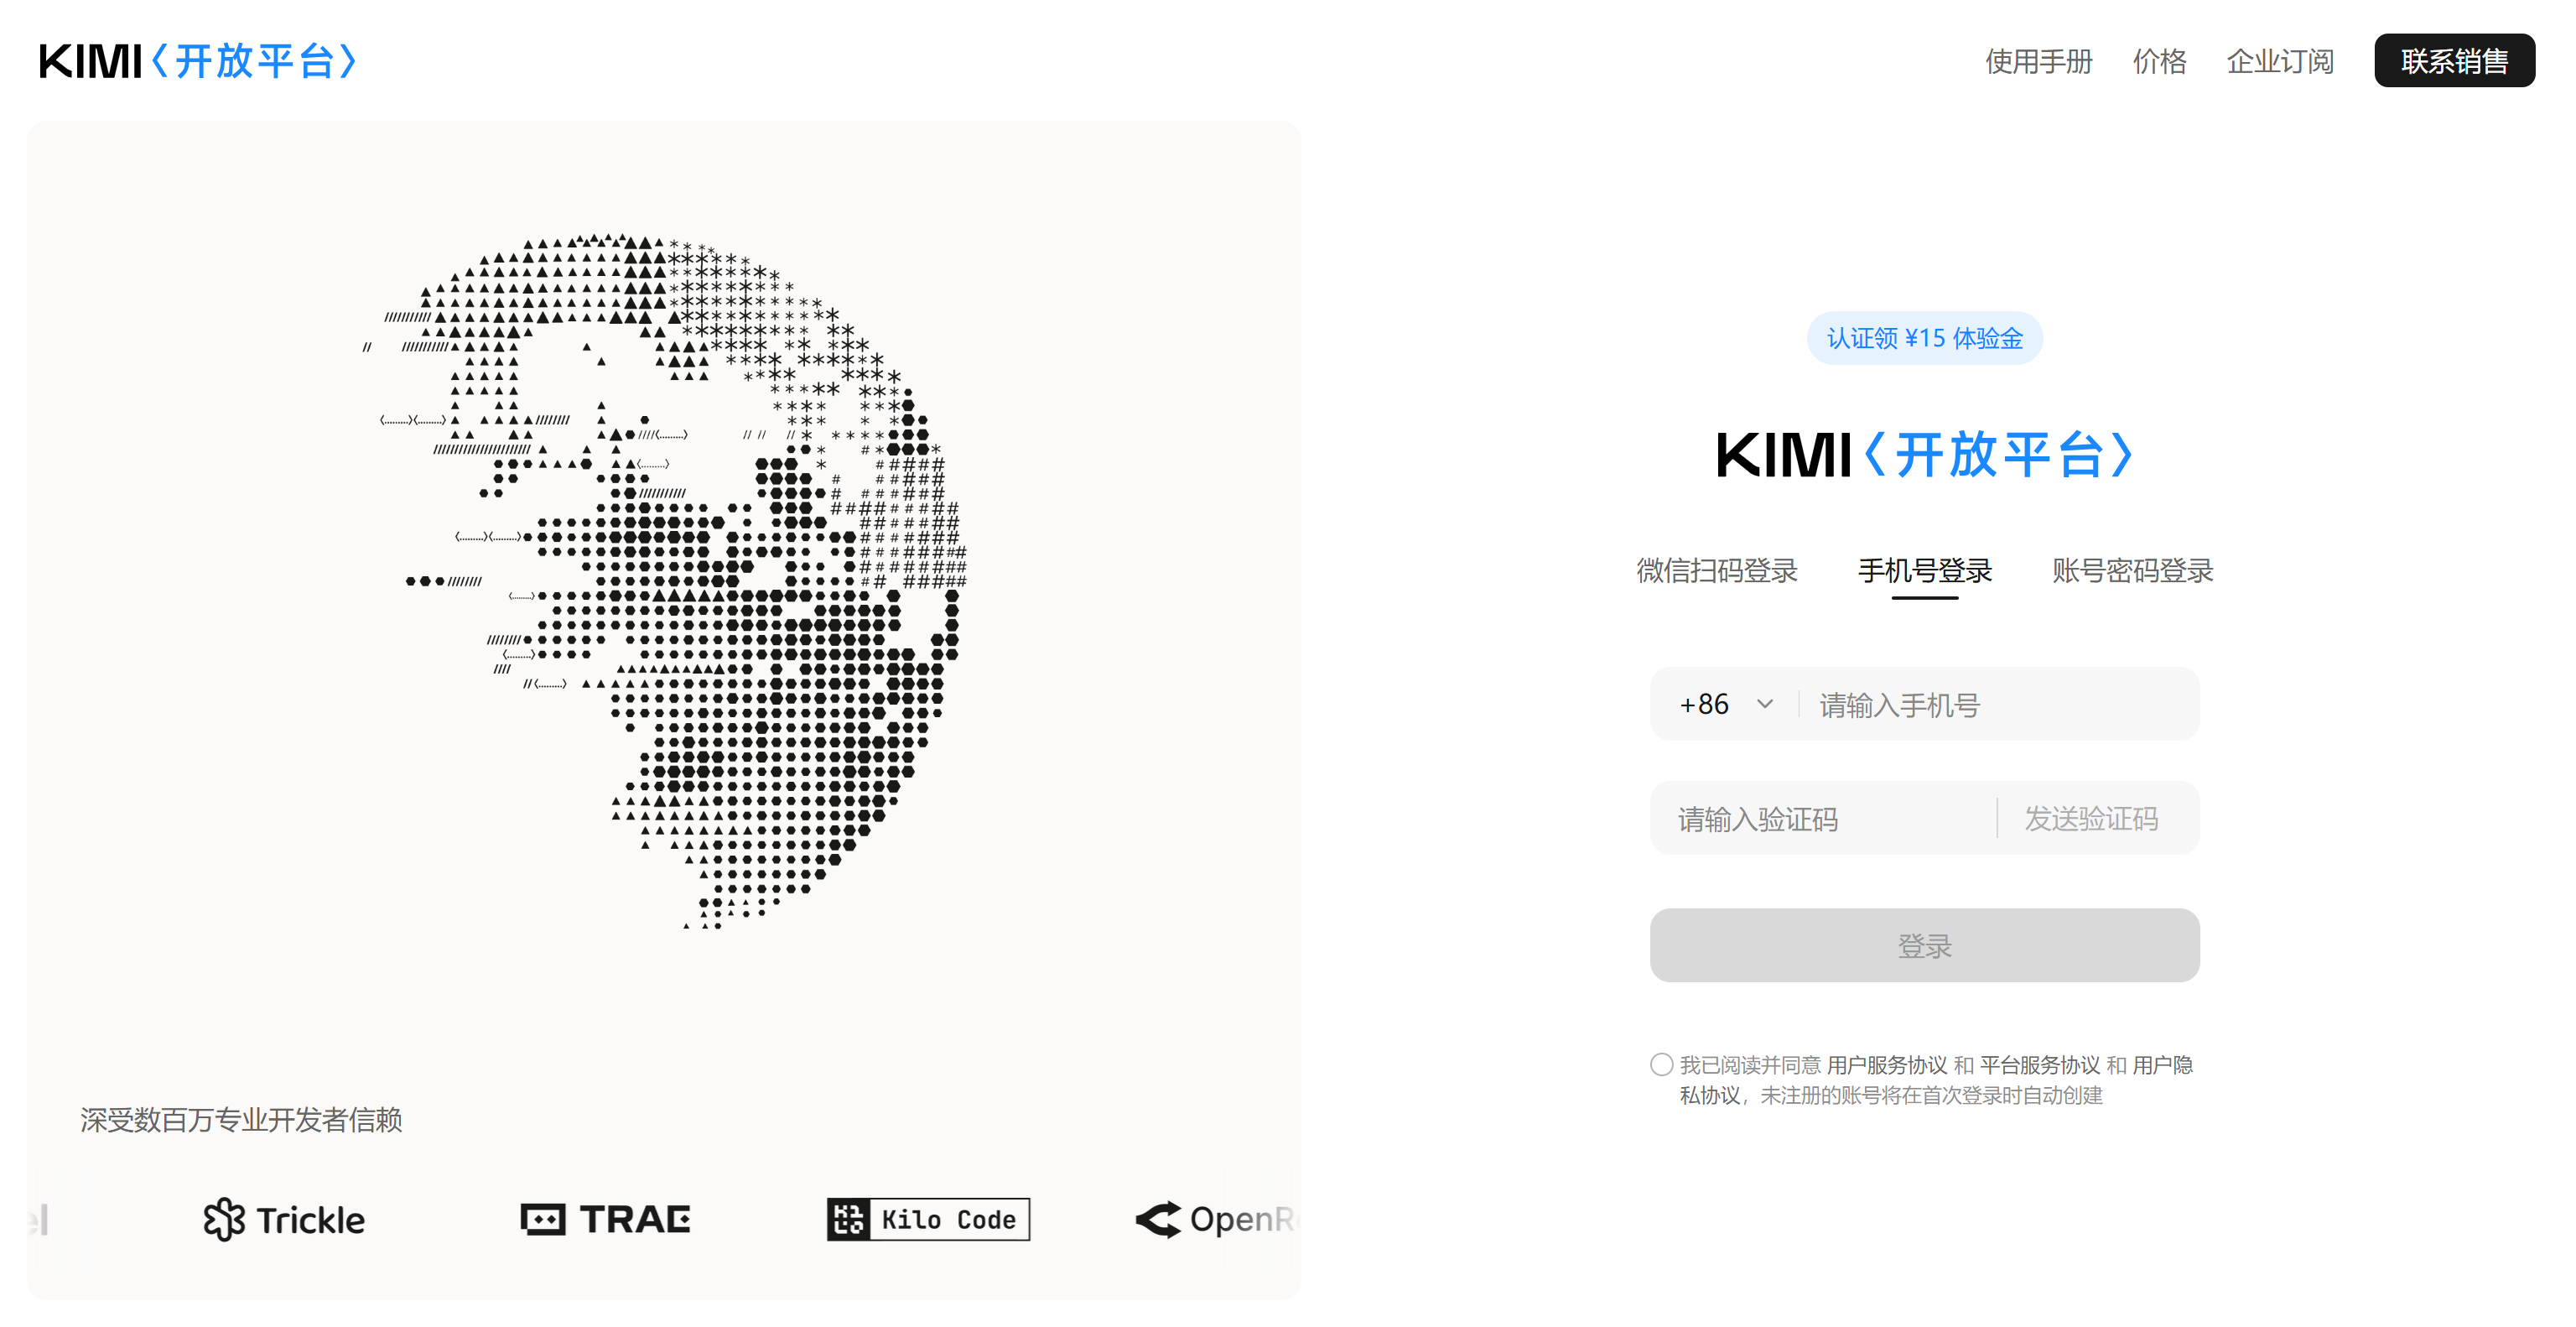 KIMI〈开放平台〉
使用手册 价格 企业订阅 联系销售
认证领 ¥15 体验金
KIMI〈开放平台〉
微信扫码登录 手机号登录 账号密码登录
+86 请输入手机号
请输入验证码 发送验证码
登录
我已阅读并同意 用户服务协议 和 平台服务协议 和 用户隐
私协议，未注册的账号将在首次登录时自动创建
深受数百万专业开发者信赖
Trickle TRAE Kilo Code OpenR